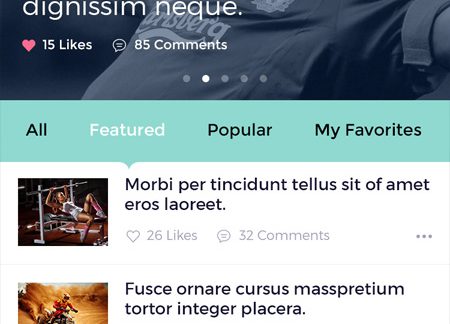 dignissim neque.
15 Likes 85 Comments
Carlsberg
All Featured Popular My Favorites
Morbi per tincidunt tellus sit of amet
eros laoreet.
26 Likes 32 Comments
Fusce ornare cursus masspretium
tortor integer placera.